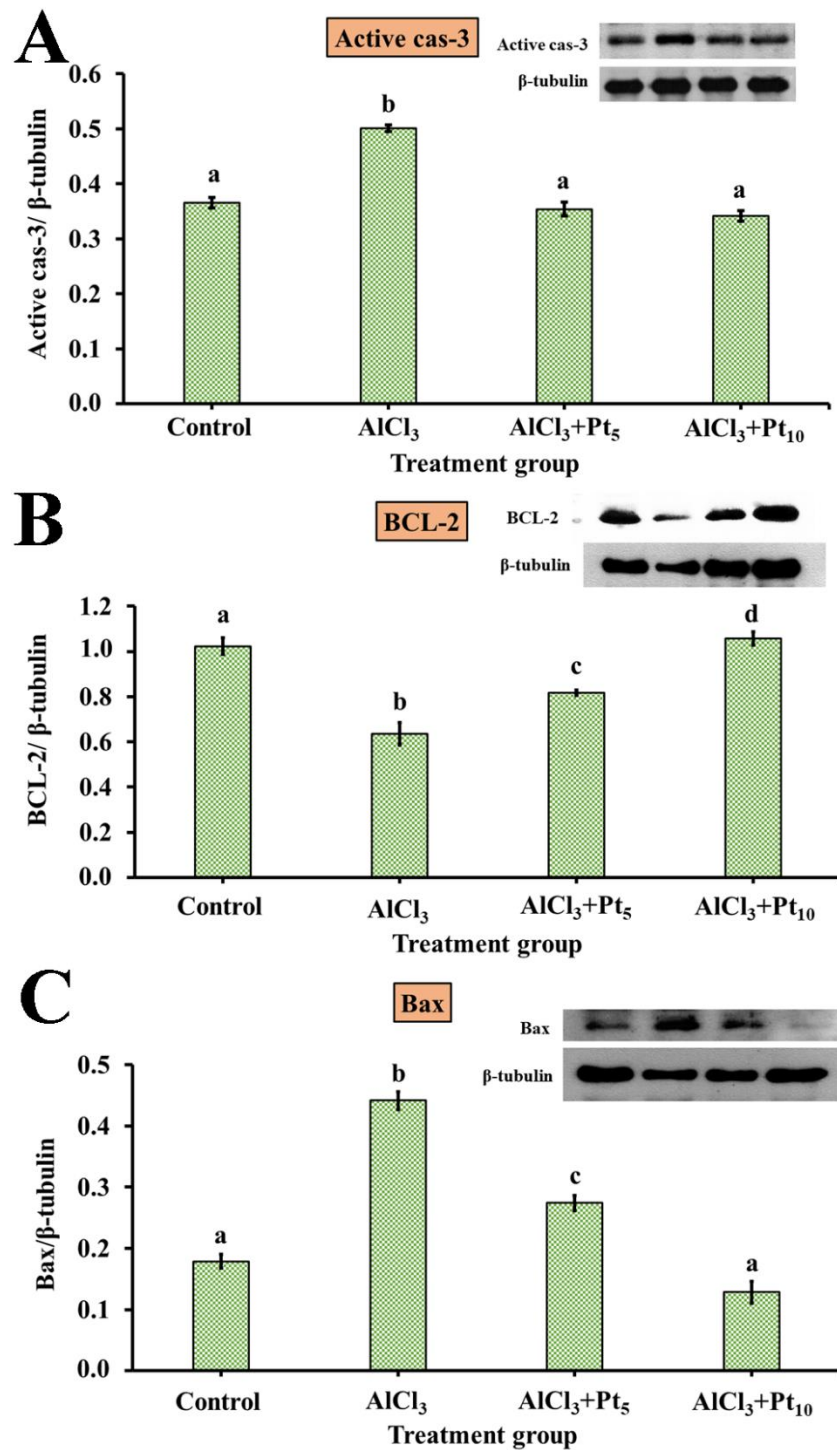 A
Active cas-3
Active cas-3
β-tubulin
Active cas-3/ β-tubulin
0.6
0.5
0.4
0.3
0.2
0.1
0.0
a
b
a
a
Control
AlCl₃
AlCl₃+Pt₅
AlCl₃+Pt₁₀
Treatment group
B
BCL-2
BCL-2
β-tubulin
BCL-2/ β-tubulin
1.2
1.0
0.8
0.6
0.4
0.2
0.0
a
b
c
d
Control
AlCl₃
AlCl₃+Pt₅
AlCl₃+Pt₁₀
Treatment group
C
Bax
Bax
β-tubulin
Bax/β-tubulin
0.5
0.4
0.3
0.2
0.1
0.0
a
b
c
a
Control
AlCl₃
AlCl₃+Pt₅
AlCl₃+Pt₁₀
Treatment group